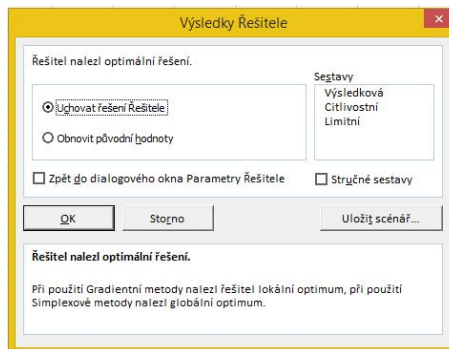 Výsledky Řešitele
Řešitel nalezl optimální řešení.
Uchovat řešení Řešitele
Obnovit původní hodnoty
Sestavy
Výsledková
Citlivostní
Limitní
Zpět do dialogového okna Parametry Řešitele
Stručné sestavy
OK
Storno
Uložit scénář...
Řešitel nalezl optimální řešení.
Při použití Gradientní metody nalezl řešitel lokální optimum, při použití
Simplexové metody nalezl globální optimum.